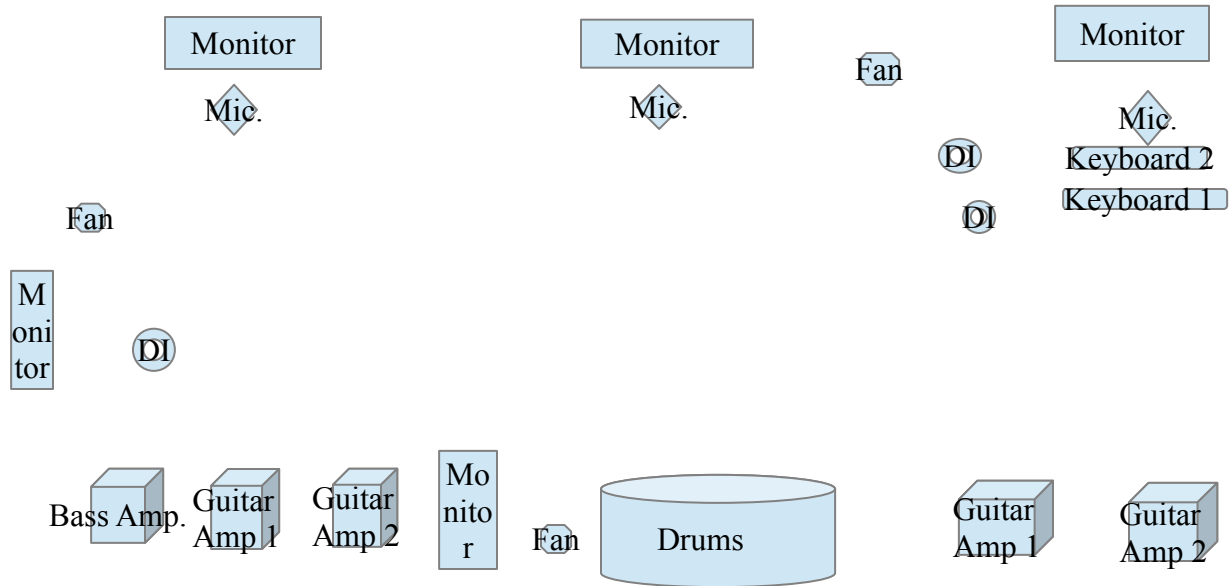 Monitor
Monitor
Monitor
Fan
Mic.
Mic.
Mic.
DI
Keyboard 2
Keyboard 1
Fan
DI
M
oni
tor
DI
Bass Amp.
Guitar
Amp 1
Guitar
Amp 2
Mo
nito
r
Fan
Drums
Guitar
Amp 1
Guitar
Amp 2